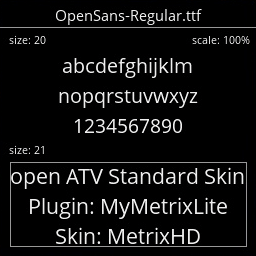 OpenSans-Regular.ttf
size: 20 scale: 100%
abcdefghijklm
nopqrstuvwxyz
1234567890
size: 21
open ATV Standard Skin
Plugin: MyMetrixLite
Skin: MetrixHD